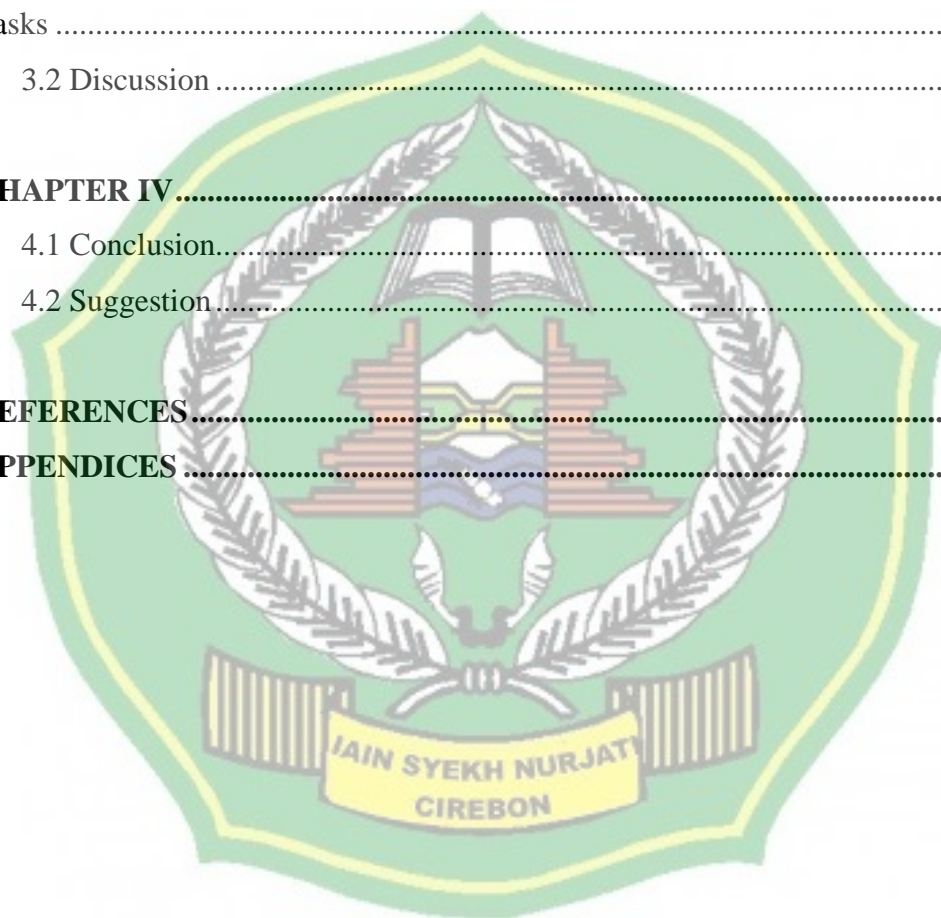 asks ........................................................................................................
3.2 Discussion ....................................................................................
HAPTER IV.........................................................................................
4.1 Conclusion....................................................................................
4.2 Suggestion ....................................................................................
EFERENCES.......................................................................................
PPENDICES ........................................................................................
IAIN SYEKH NURJATI
CIREBON